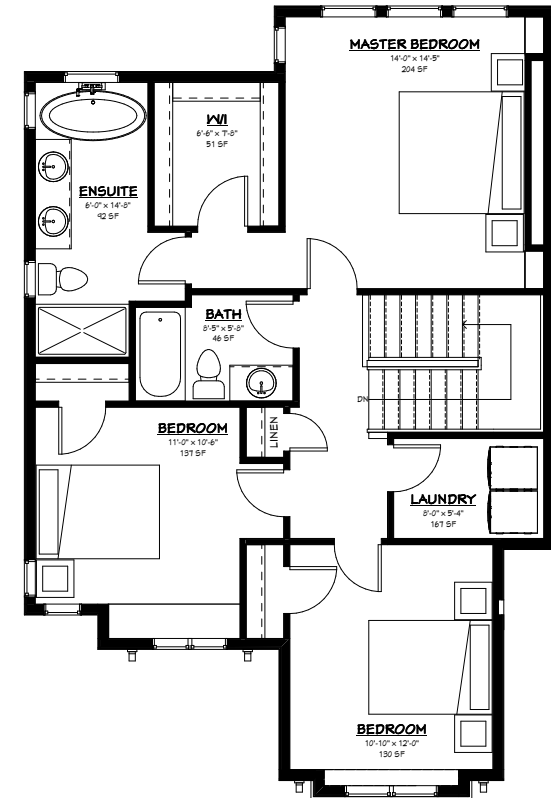 MASTER BEDROOM
14'-0" x 14'-5"
204 SF
W/I
6'-6" x 7'-8"
51 SF
ENSUITE
6'-0" x 14'-8"
92 SF
BATH
8'-5" x 5'-8"
46 SF
DN
BEDROOM
11'-0" x 10'-6"
137 SF
LINEN
LAUNDRY
8'-0" x 5'-4"
167 SF
BEDROOM
10'-10" x 12'-0"
130 SF